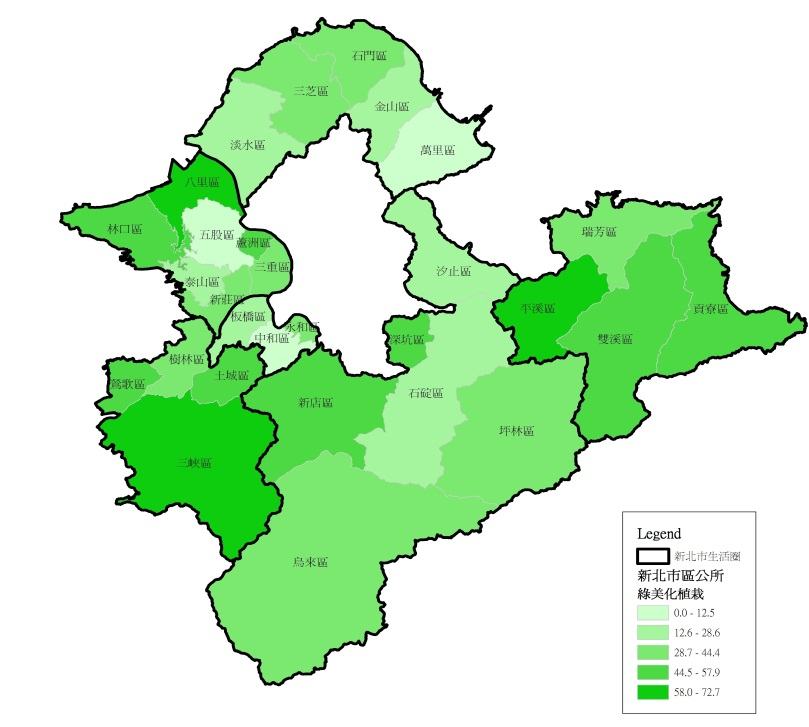 石門區
三芝區
金山區
淡水區
萬里區
八里區
林口區
五股區
蘆洲區
瑞芳區
三重區
汐止區
泰山區
新莊區
平溪區
貢寮區
板橋區
永和區
中和區
深坑區
雙溪區
樹林區
土城區
鶯歌區
石碇區
新店區
坪林區
三峽區
烏來區
Legend
新北市生活圈
新北市區公所
綠美化植栽
0.0 - 12.5
12.6 - 28.6
28.7 - 44.4
44.5 - 57.9
58.0 - 72.7